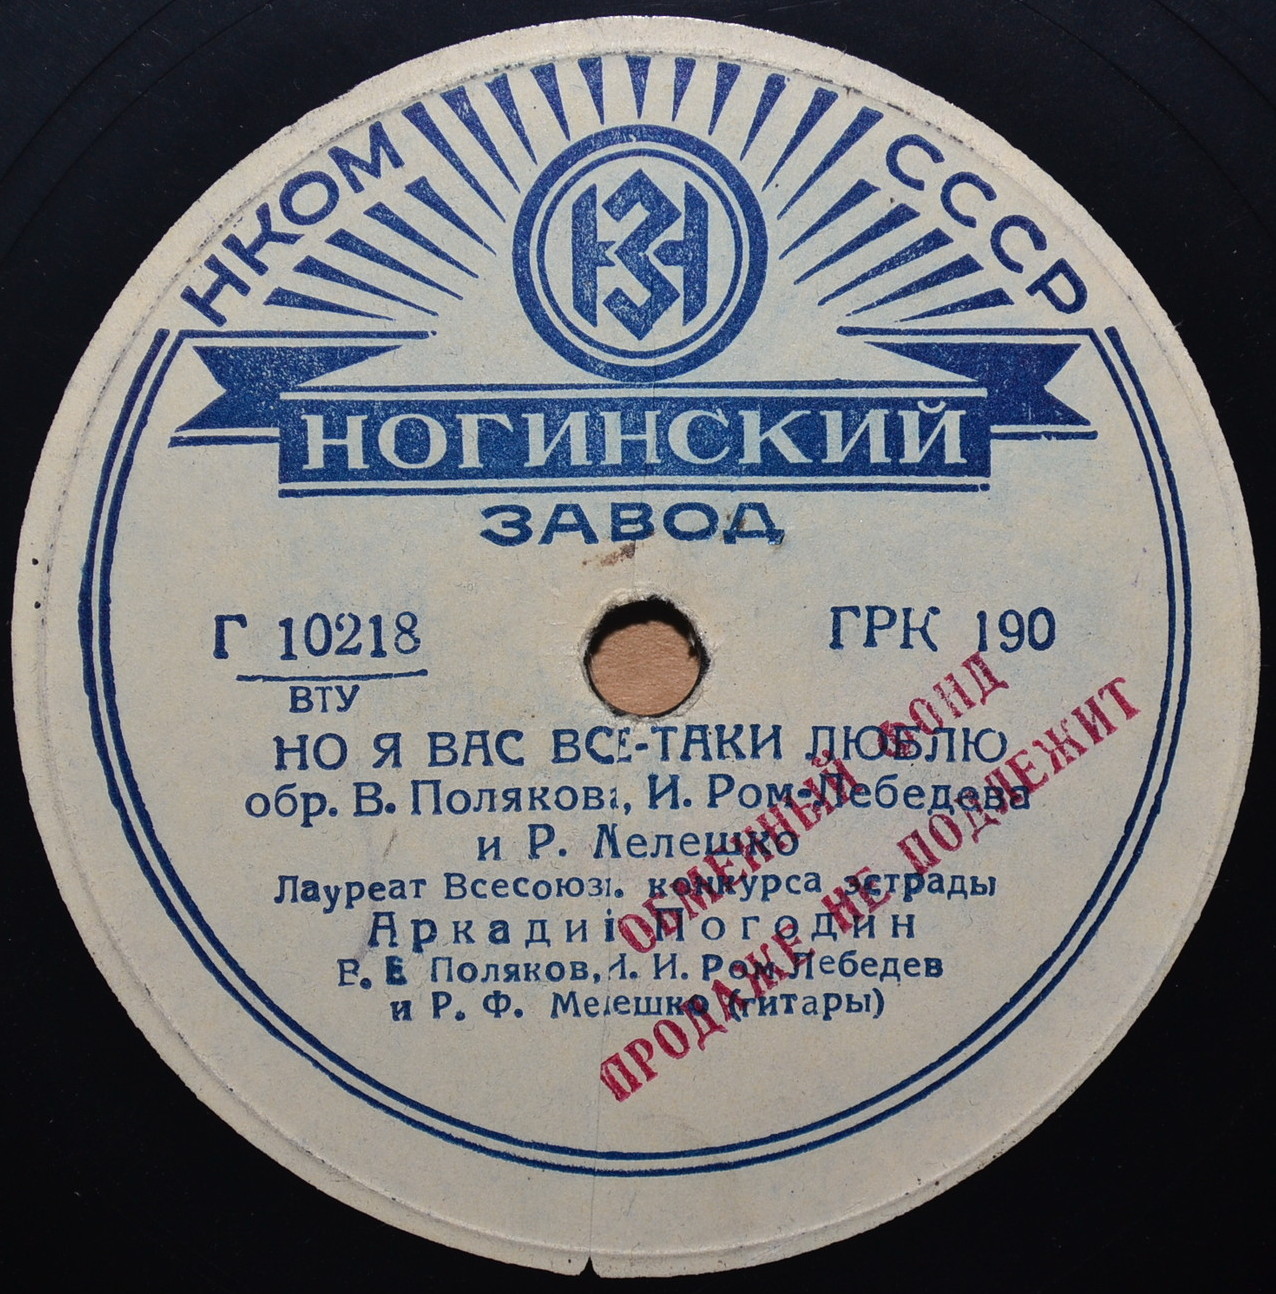 НКОМ СССР
НЗ
НОГИНСКИЙ
ЗАВОД
Г 10218 ГРК 190
ВТУ
НО Я ВАС ВСЕ-ТАКИ ЛЮБЛЮ
обр. В. Полякова, И. Ром-Лебедева
и Р. Мелешко
Лауреат Всесоюзн. конкурса эстрады
Аркадий Погодин
В. Е Поляков, И. И. Ром-Лебедев
и Р. Ф. Мелешко (гитары)
ОБМЕННЫЙ ФОНД
ПРОДАЖЕ НЕ ПОДЛЕЖИТ